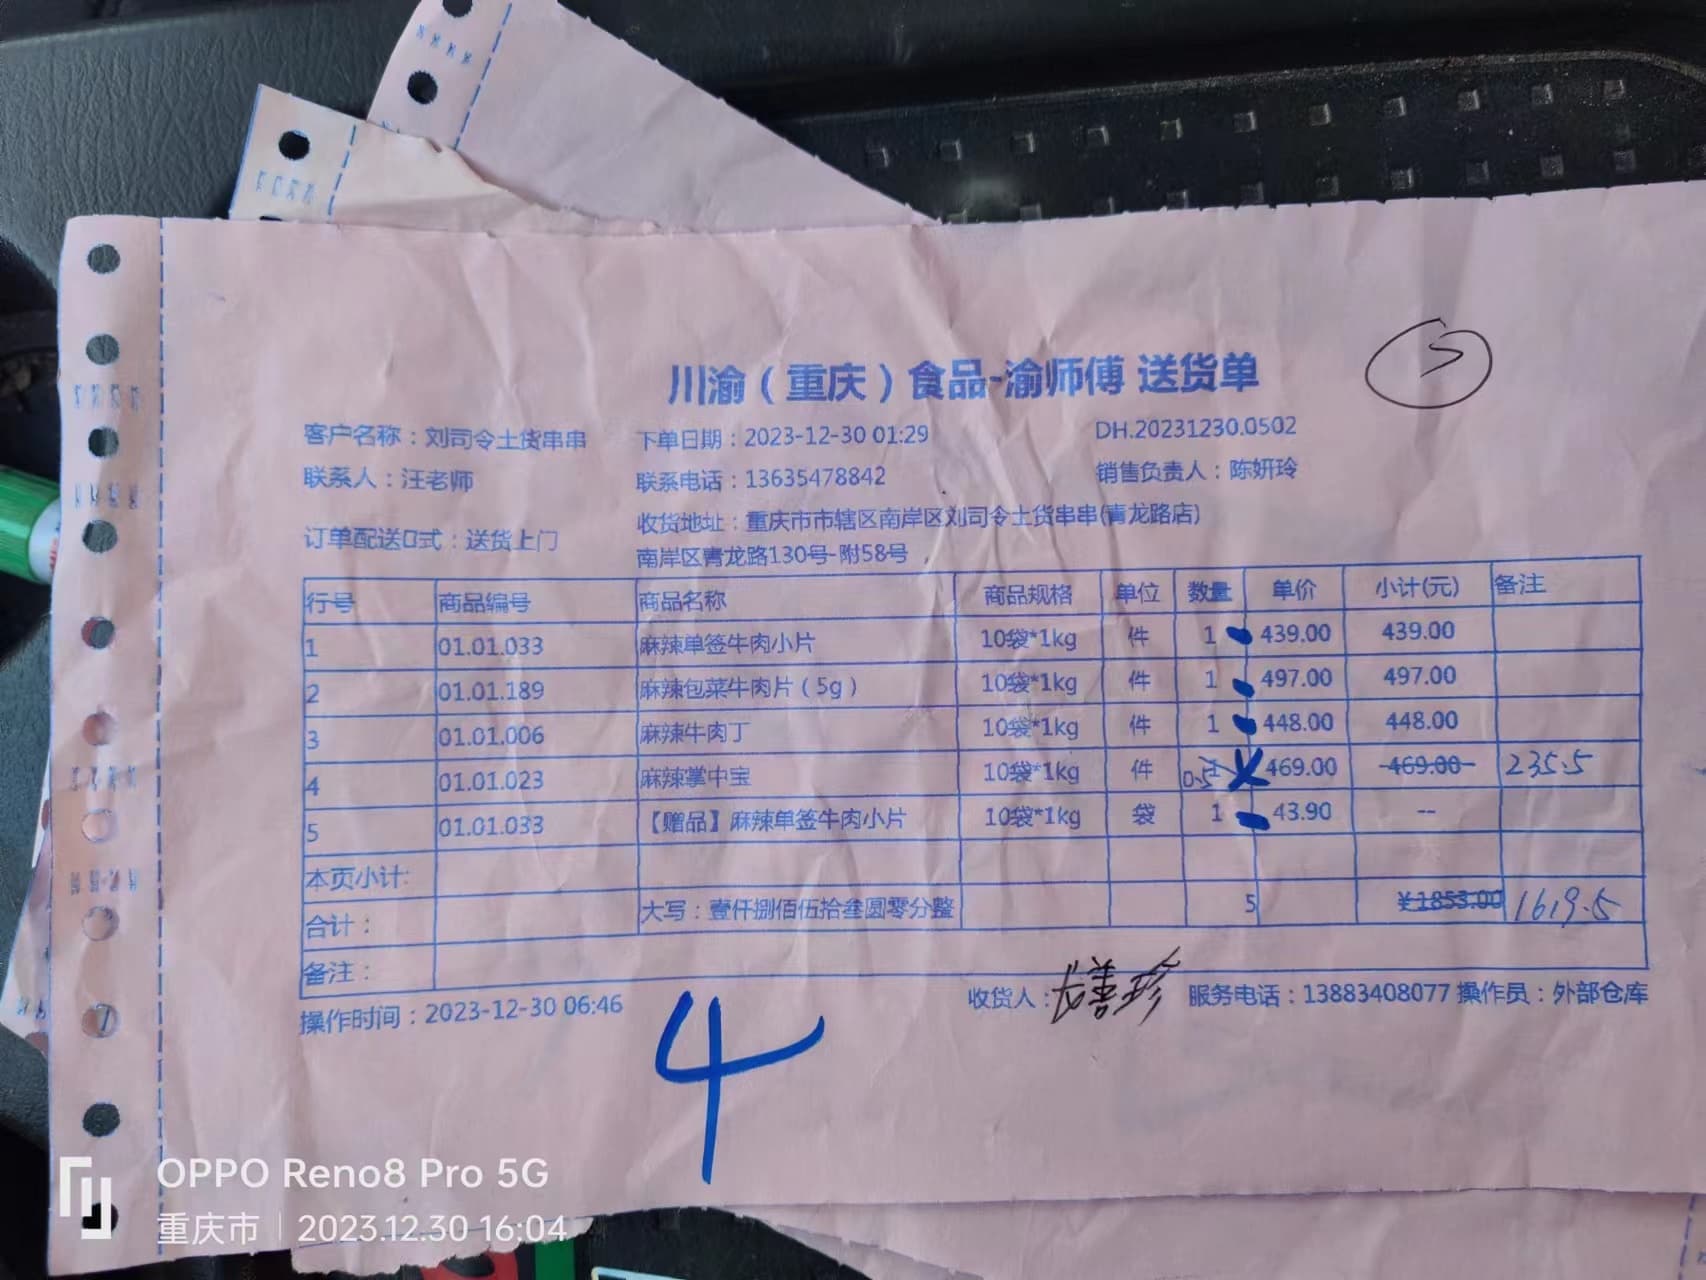 川渝（重庆）食品-渝师傅 送货单
5
客户名称：刘司令土货串串 下单日期：2023-12-30 01:29 DH.20231230.0502
联系人：汪老师 联系电话：13635478842 销售负责人：陈妍玲
订单配送口式：送货上门 收货地址：重庆市市辖区南岸区刘司令土货串串(青龙路店)
南岸区青龙路130号-附58号
行号 商品编号 商品名称 商品规格 单位 数量 单价 小计(元) 备注
1 01.01.033 麻辣单签牛肉小片 10袋*1kg 件 1 439.00 439.00
2 01.01.189 麻辣包菜牛肉片（5g） 10袋*1kg 件 1 497.00 497.00
3 01.01.006 麻辣牛肉丁 10袋*1kg 件 1 448.00 448.00
4 01.01.023 麻辣掌中宝 10袋*1kg 件 0.5 1 469.00 469.00 235.5
5 01.01.033 【赠品】麻辣单签牛肉小片 10袋*1kg 袋 1 43.90 --
本页小计:
合计： 大写：壹仟捌佰伍拾叁圆零分整 5 ¥1853.00 1619.5
备注：
操作时间：2023-12-30 06:46 收货人： 服务电话：13883408077 操作员：外部仓库
4
OPPO Reno8 Pro 5G
重庆市 | 2023.12.30 16:04